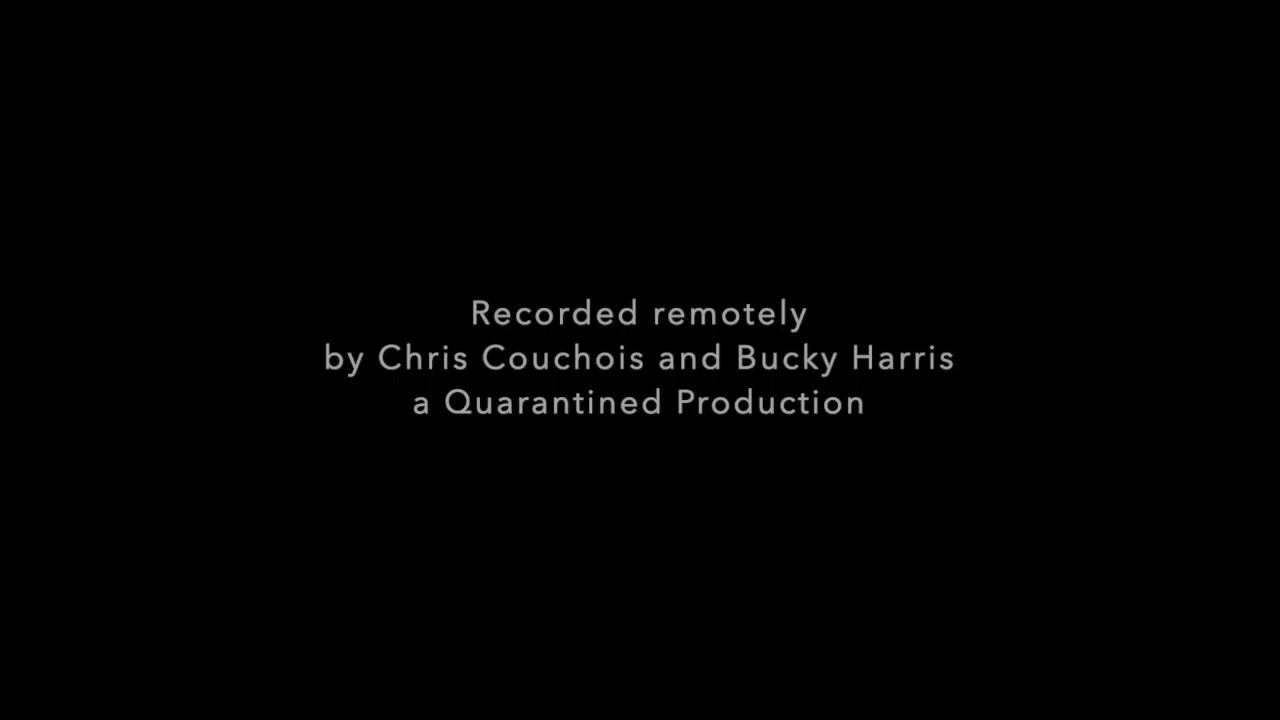 Recorded remotely
by Chris Couchois and Bucky Harris
a Quarantined Production